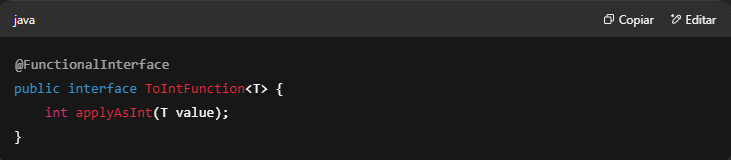 java Copiar Editar
@FunctionalInterface
public interface ToIntFunction<T> {
    int applyAsInt(T value);
}